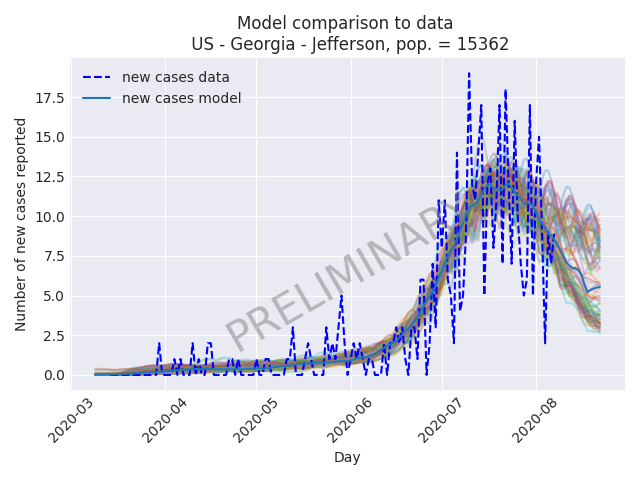 Model comparison to data
US - Georgia - Jefferson, pop. = 15362
new cases data
new cases model
Number of new cases reported
17.5
15.0
12.5
10.0
7.5
5.0
2.5
0.0
PRELIMINARY
2020-03
2020-04
2020-05
2020-06
2020-07
2020-08
Day